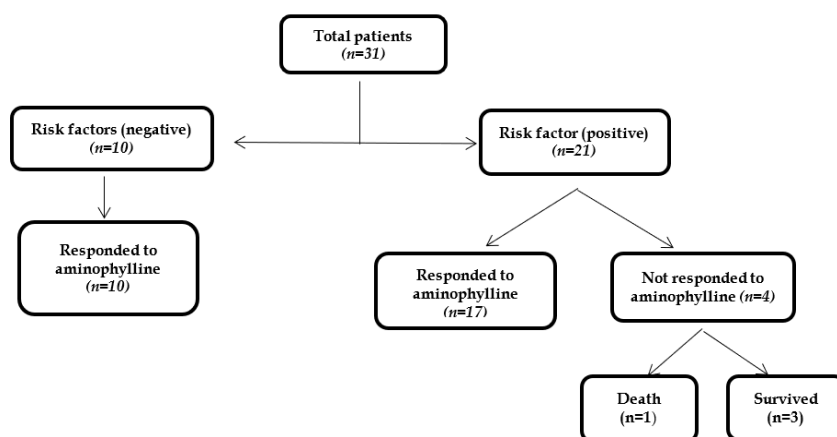 Total patients
(n=31)
Risk factors (negative)
(n=10)
Risk factor (positive)
(n=21)
Responded to
aminophylline
(n=10)
Responded to
aminophylline
(n=17)
Not responded to
aminophylline (n=4)
Death
(n=1)
Survived
(n=3)